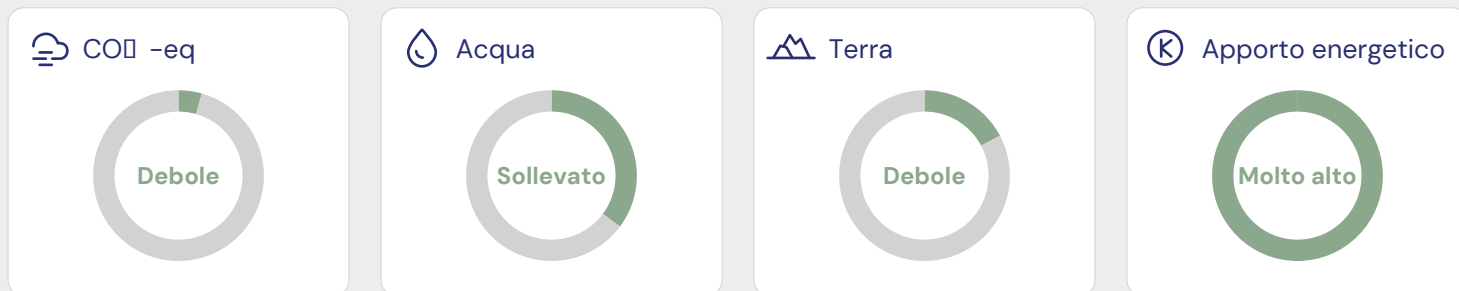 CO▯ -eq
Debole
Acqua
Sollevato
Terra
Debole
Apporto energetico
Molto alto